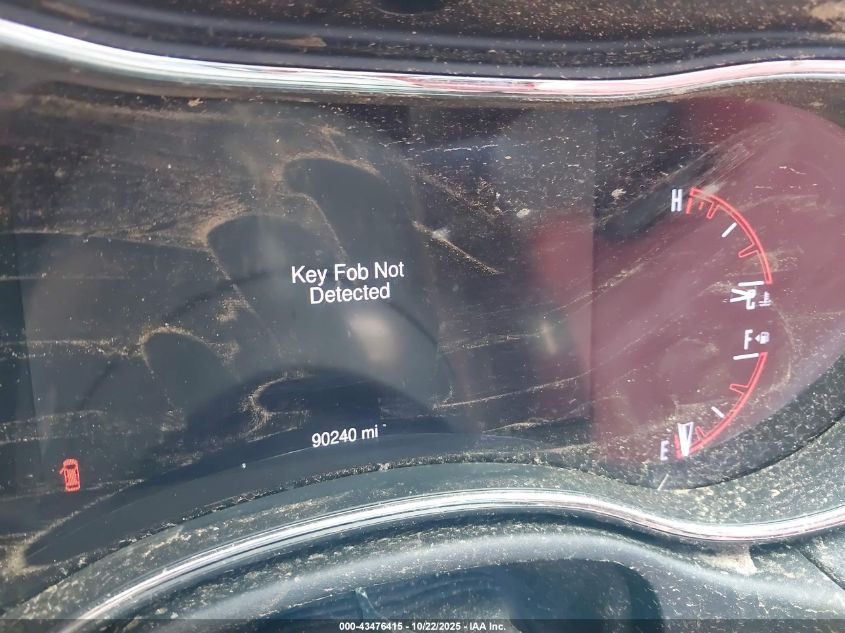 H
Key Fob Not
Detected
F
90240 mi
E
000-43476415 - 10/22/2025 - IAA Inc.